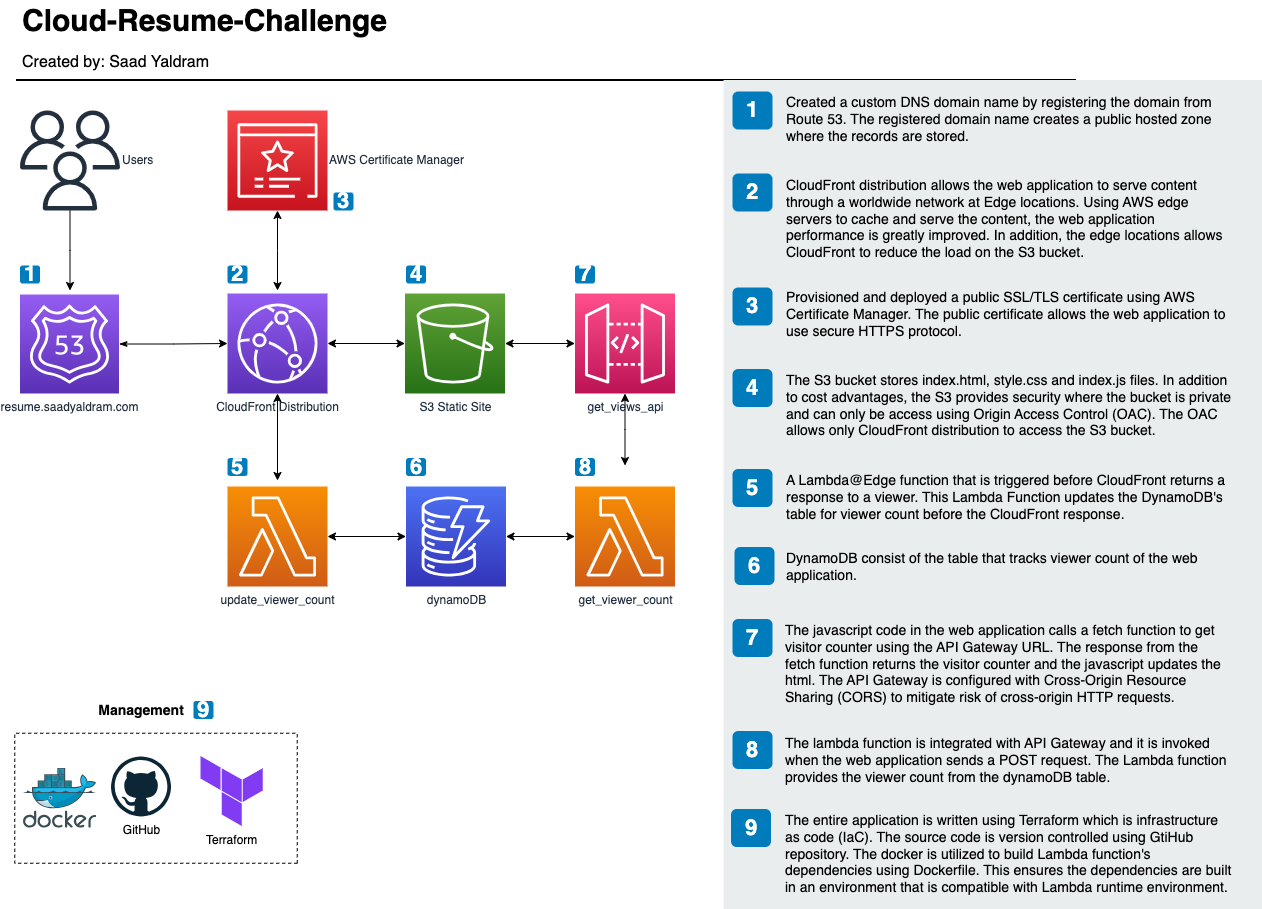 Cloud-Resume-Challenge
Created by: Saad Yaldram
Users
AWS Certificate Manager
3
1
2
4
7
53
</>
resume.saadyaldram.com
CloudFront Distribution
S3 Static Site
get_views_api
5
6
8
update_viewer_count
dynamoDB
get_viewer_count
Management 9
docker
GitHub
Terraform
1
Created a custom DNS domain name by registering the domain from
Route 53. The registered domain name creates a public hosted zone
where the records are stored.
2
CloudFront distribution allows the web application to serve content
through a worldwide network at Edge locations. Using AWS edge
servers to cache and serve the content, the web application
performance is greatly improved. In addition, the edge locations allows
CloudFront to reduce the load on the S3 bucket.
3
Provisioned and deployed a public SSL/TLS certificate using AWS
Certificate Manager. The public certificate allows the web application to
use secure HTTPS protocol.
4
The S3 bucket stores index.html, style.css and index.js files. In addition
to cost advantages, the S3 provides security where the bucket is private
and can only be access using Origin Access Control (OAC). The OAC
allows only CloudFront distribution to access the S3 bucket.
5
A Lambda@Edge function that is triggered before CloudFront returns a
response to a viewer. This Lambda Function updates the DynamoDB's
table for viewer count before the CloudFront response.
6
DynamoDB consist of the table that tracks viewer count of the web
application.
7
The javascript code in the web application calls a fetch function to get
visitor counter using the API Gateway URL. The response from the
fetch function returns the visitor counter and the javascript updates the
html. The API Gateway is configured with Cross-Origin Resource
Sharing (CORS) to mitigate risk of cross-origin HTTP requests.
8
The lambda function is integrated with API Gateway and it is invoked
when the web application sends a POST request. The Lambda function
provides the viewer count from the dynamoDB table.
9
The entire application is written using Terraform which is infrastructure
as code (IaC). The source code is version controlled using GtiHub
repository. The docker is utilized to build Lambda function's
dependencies using Dockerfile. This ensures the dependencies are built
in an environment that is compatible with Lambda runtime environment.